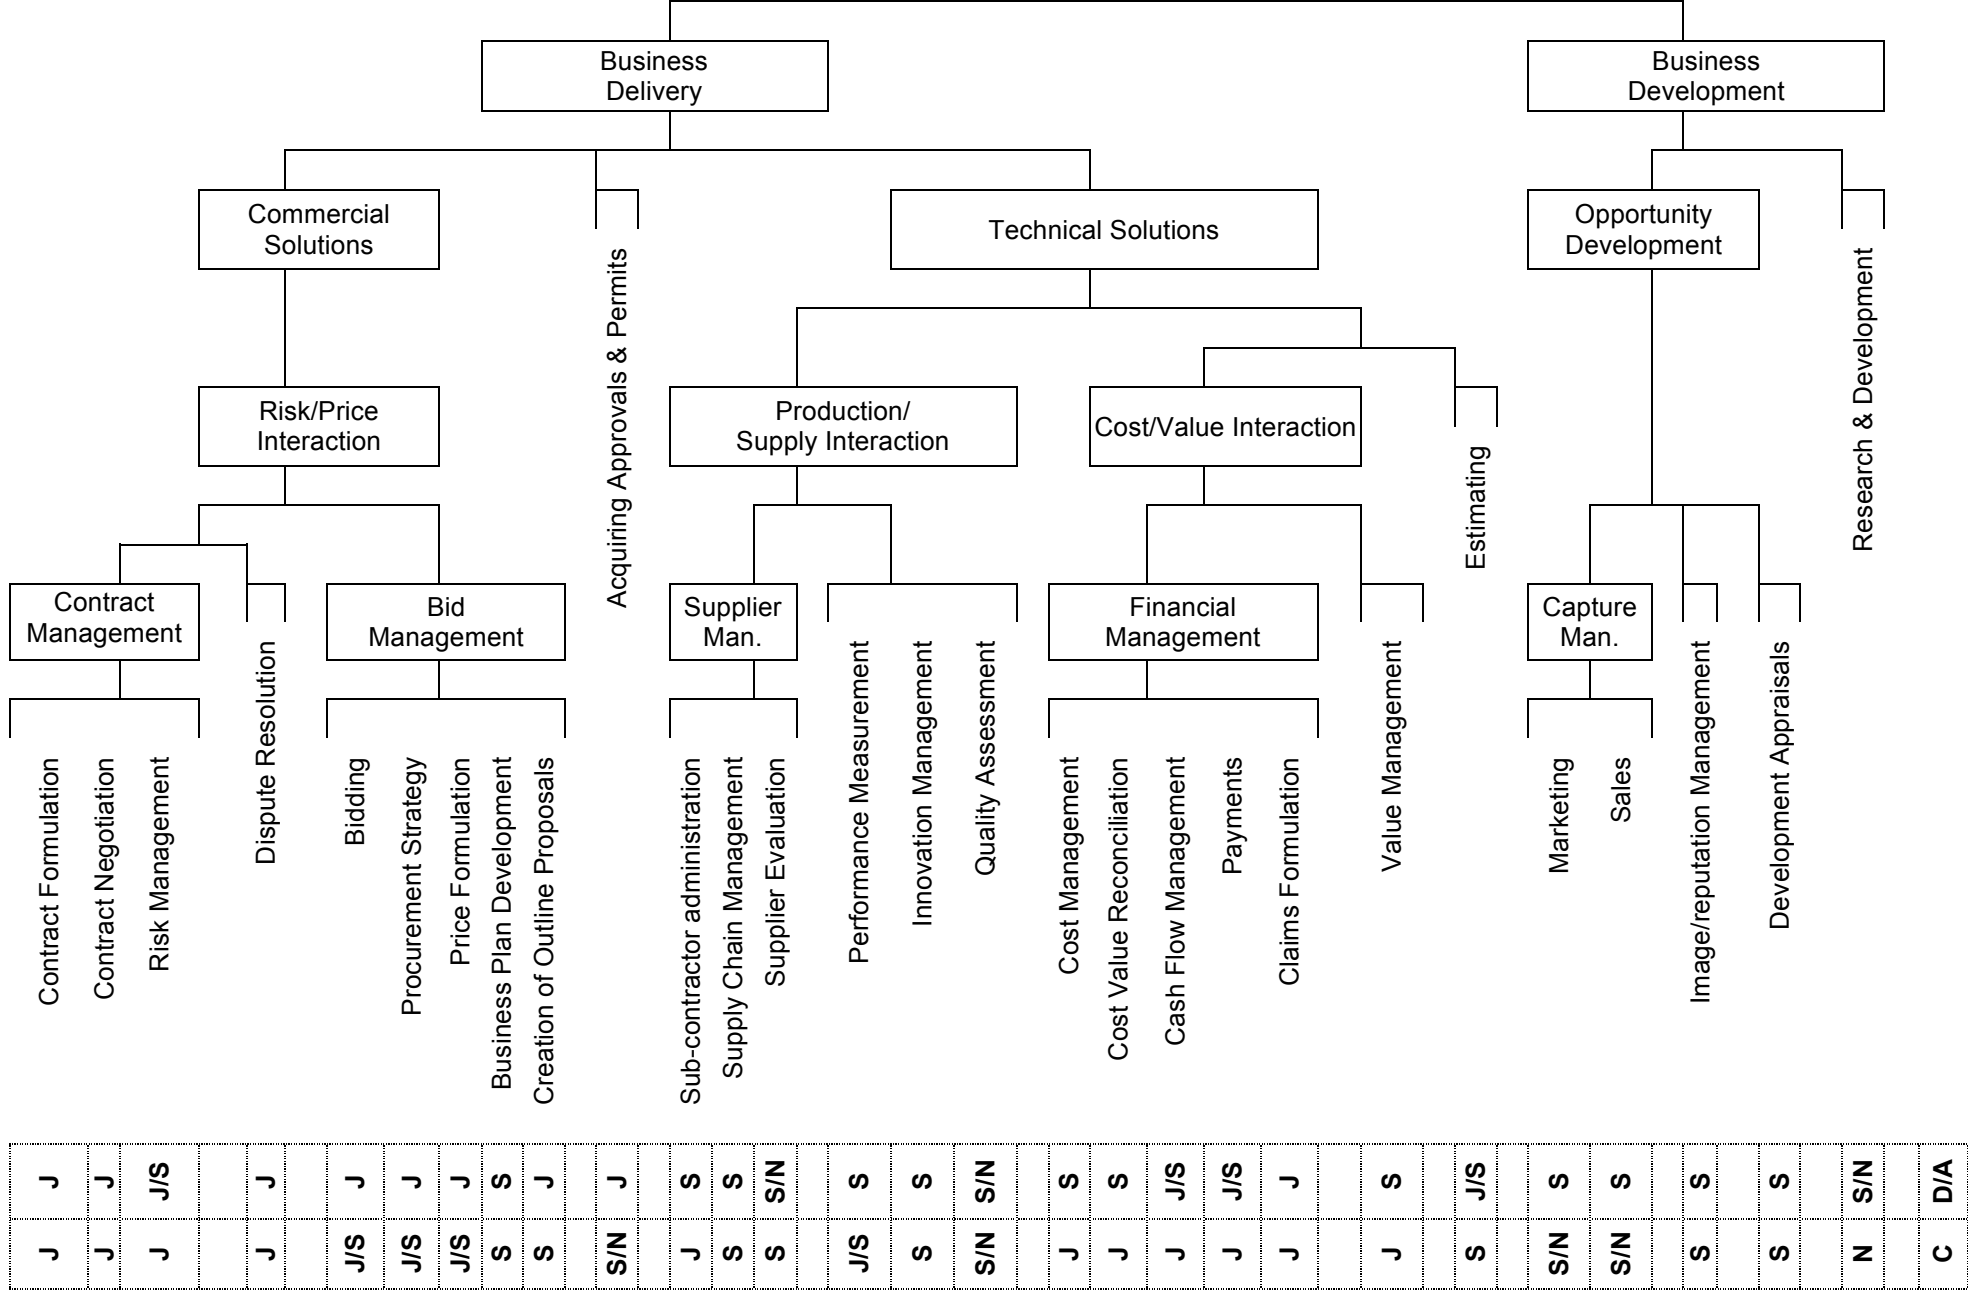 Business
Delivery
Business
Development
Commercial
Solutions
Technical Solutions
Opportunity
Development
Acquiring Approvals & Permits
Research & Development
Risk/Price
Interaction
Production/
Supply Interaction
Cost/Value Interaction
Estimating
Contract
Management
Bid
Management
Supplier
Man.
Financial
Management
Capture
Man.
Dispute Resolution
Performance Measurement
Innovation Management
Quality Assessment
Value Management
Image/reputation Management
Development Appraisals
Contract Formulation
Contract Negotiation
Risk Management
Bidding
Procurement Strategy
Price Formulation
Business Plan Development
Creation of Outline Proposals
Sub-contractor administration
Supply Chain Management
Supplier Evaluation
Cost Management
Cost Value Reconciliation
Cash Flow Management
Payments
Claims Formulation
Marketing
Sales
J J J/S J J J J S J J S S S/N S S S/N S S J/S J/S J S J/S S S S S S/N D/A
J J J J J/S J/S J/S S S S/N J S S J/S S S/N J J J J J J S S/N S/N S S N C